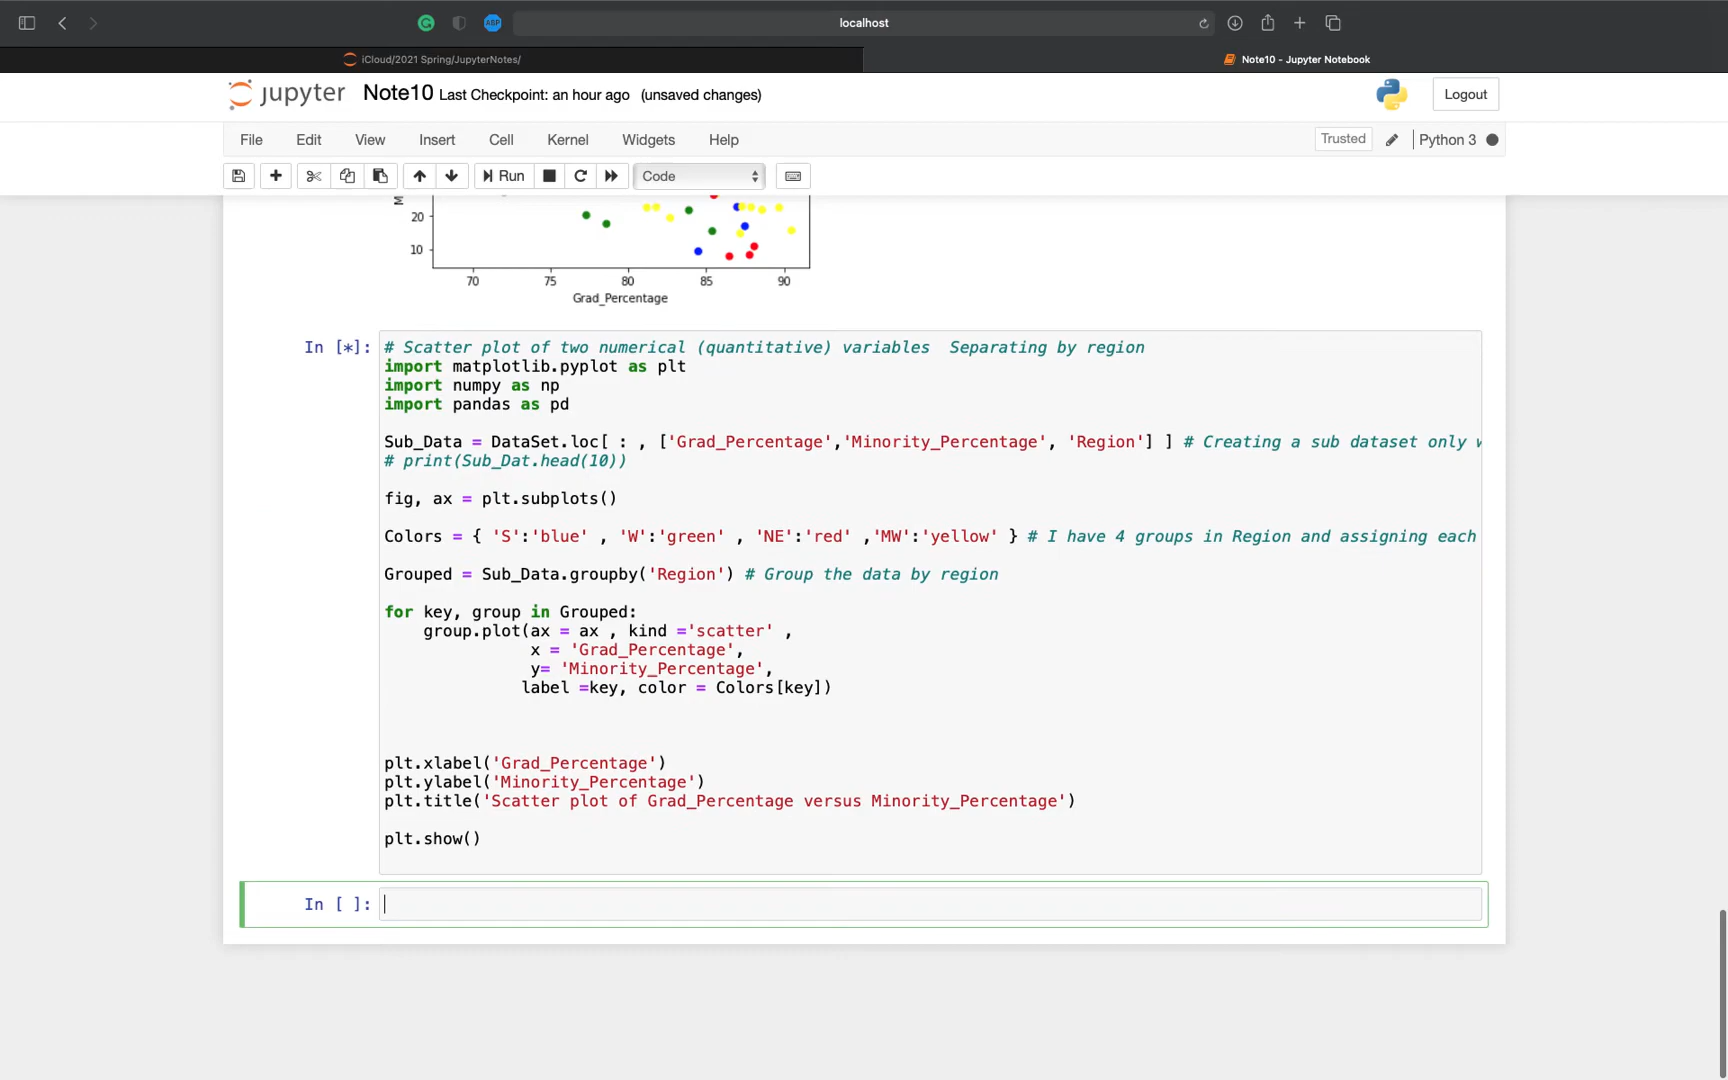 localhost
ABP
iCloud/2021 Spring/JupyterNotes/
Note10 - Jupyter Notebook
jupyter Note10 Last Checkpoint: an hour ago (unsaved changes)
Logout
File Edit View Insert Cell Kernel Widgets Help
Trusted Python 3
Run Code
20
10
70 75 80 85 90
Grad_Percentage
In [*]: # Scatter plot of two numerical (quantitative) variables  Separating by region
import matplotlib.pyplot as plt
import numpy as np
import pandas as pd
Sub_Data = DataSet.loc[ : , ['Grad_Percentage','Minority_Percentage', 'Region'] ] # Creating a sub dataset only
# print(Sub_Dat.head(10))
fig, ax = plt.subplots()
Colors = { 'S':'blue' , 'W':'green' , 'NE':'red' ,'MW':'yellow' } # I have 4 groups in Region and assigning each
Grouped = Sub_Data.groupby('Region') # Group the data by region
for key, group in Grouped:
group.plot(ax = ax , kind ='scatter' ,
x = 'Grad_Percentage',
y= 'Minority_Percentage',
label =key, color = Colors[key])
plt.xlabel('Grad_Percentage')
plt.ylabel('Minority_Percentage')
plt.title('Scatter plot of Grad_Percentage versus Minority_Percentage')
plt.show()
In [ ]: